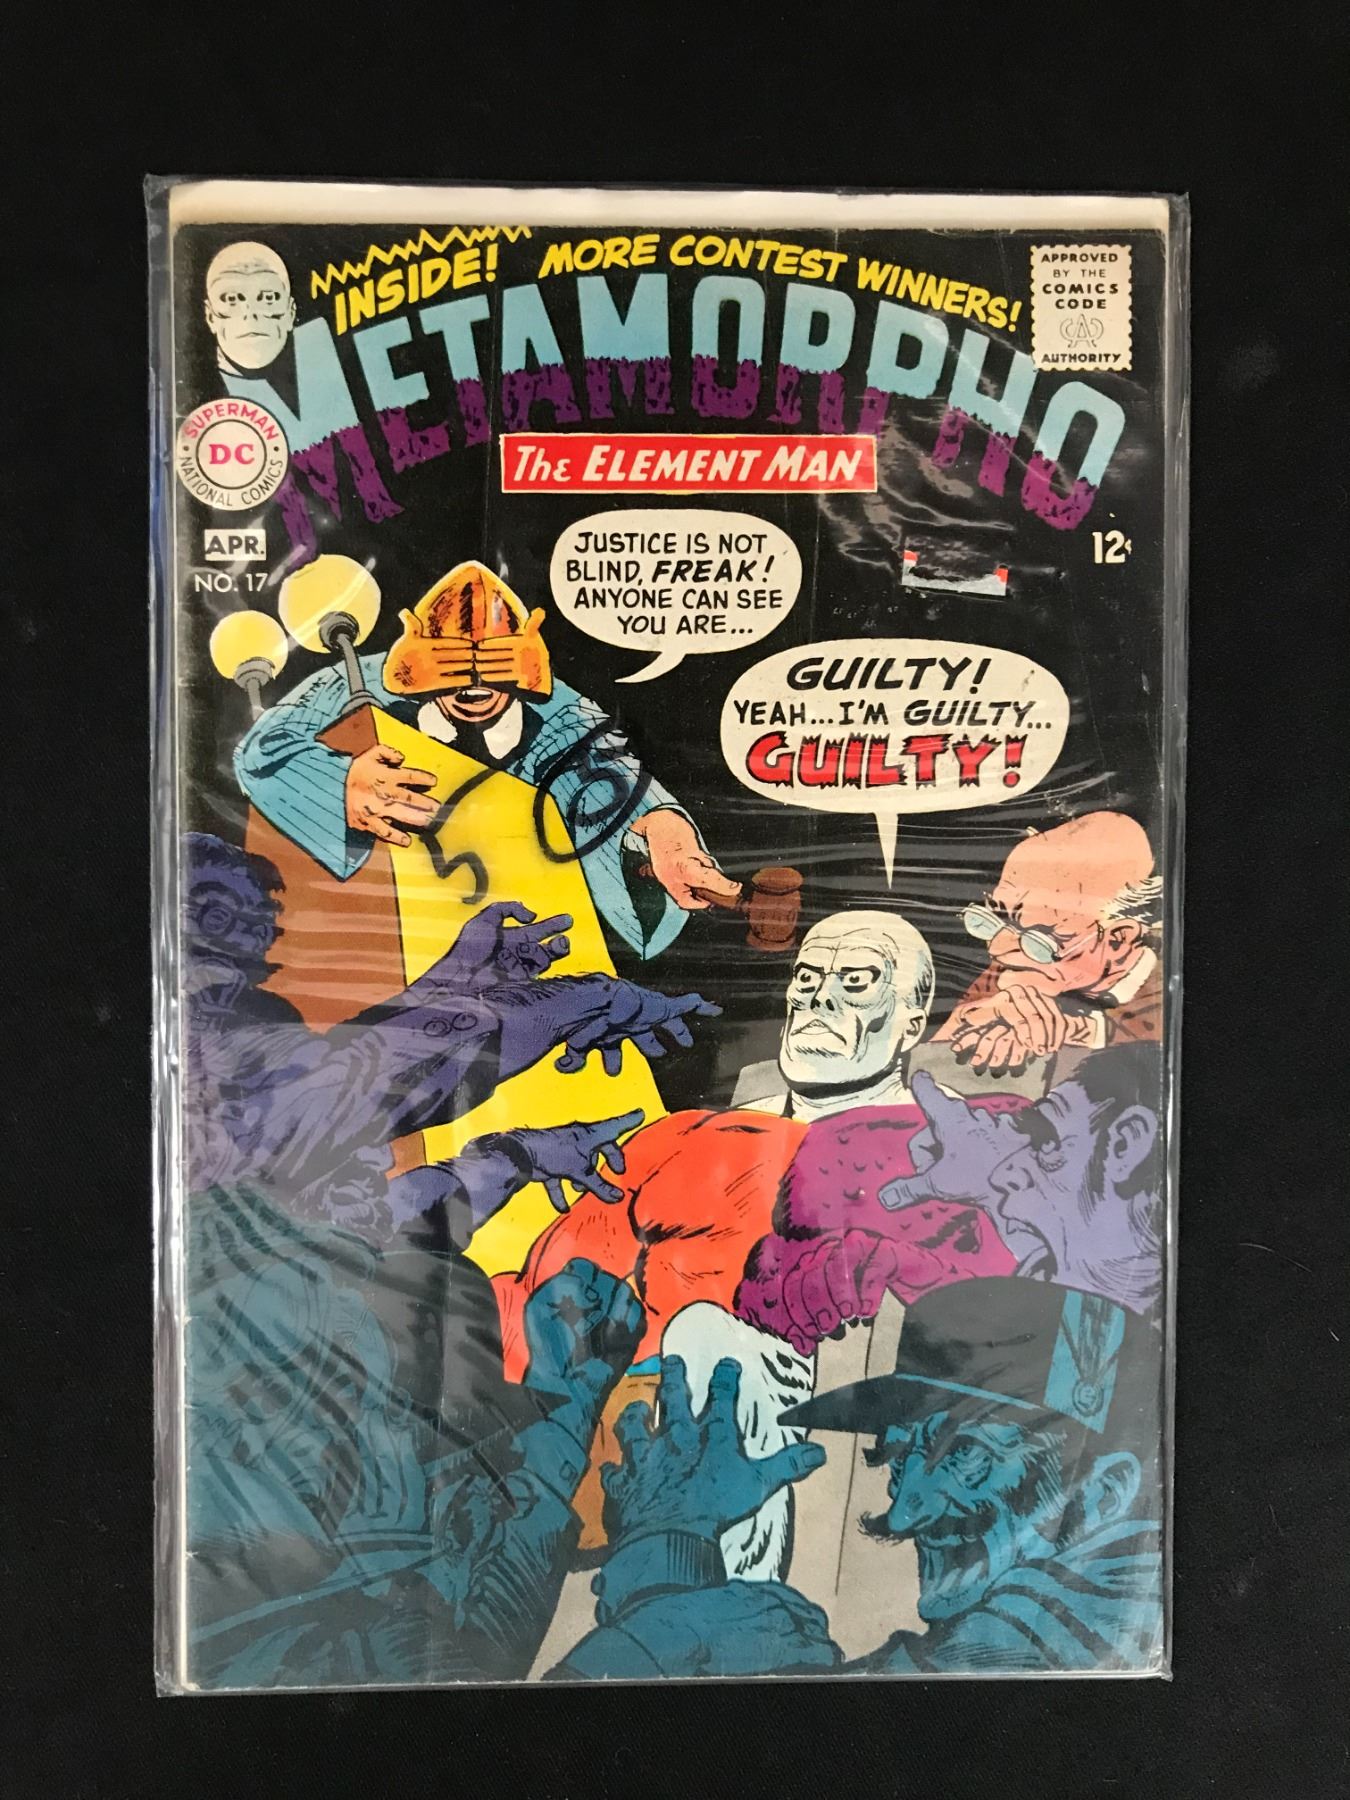 INSIDE! MORE CONTEST WINNERS!
METAMORPHO
The ELEMENT MAN
SUPERMAN
DC
NATIONAL COMICS
APR.
NO. 17
APPROVED
BY THE
COMICS
CODE
CA
AUTHORITY
12¢
JUSTICE IS NOT
BLIND, FREAK!
ANYONE CAN SEE
YOU ARE...
GUILTY!
YEAH...I'M GUILTY...
GUILTY!